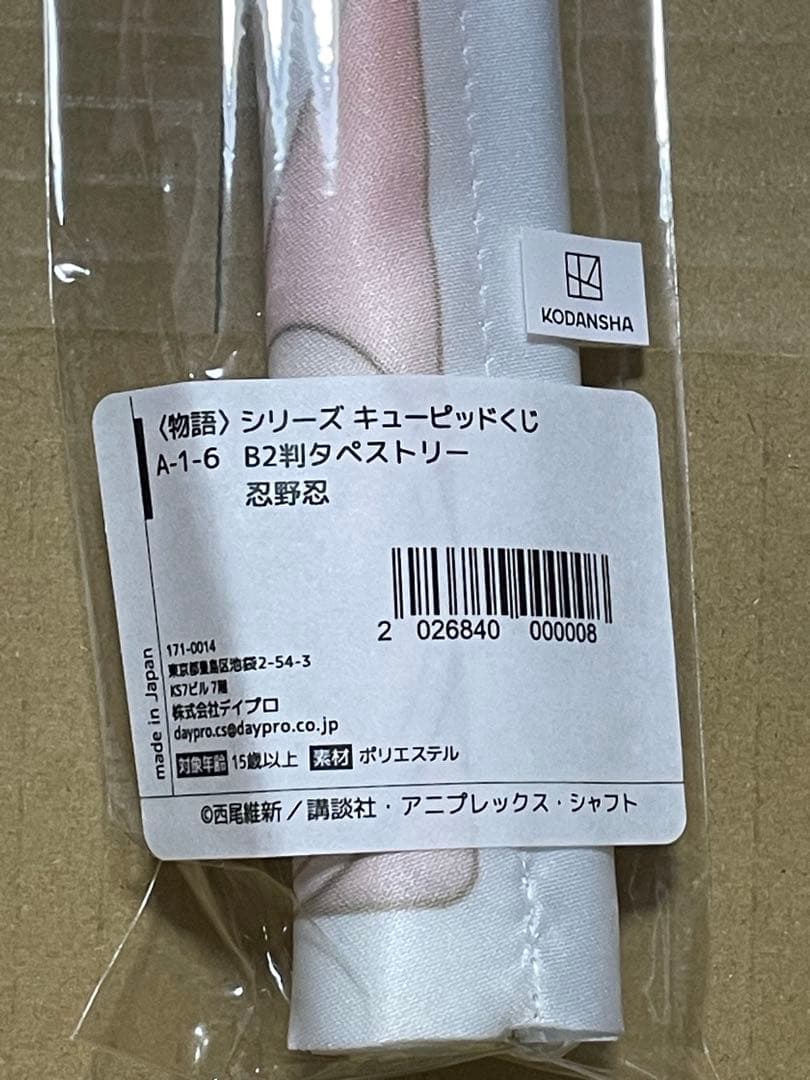 KODANSHA
〈物語〉シリーズ キューピッドくじ
A-1-6 B2判タペストリー
忍野忍
2 026840 000008
made in Japan
171-0014
東京都豊島区池袋2-54-3
KS7ビル 7階
株式会社デイプロ
daypro.cs@daypro.co.jp
対象年齢 15歳以上 素材 ポリエステル
©西尾維新／講談社・アニプレックス・シャフト